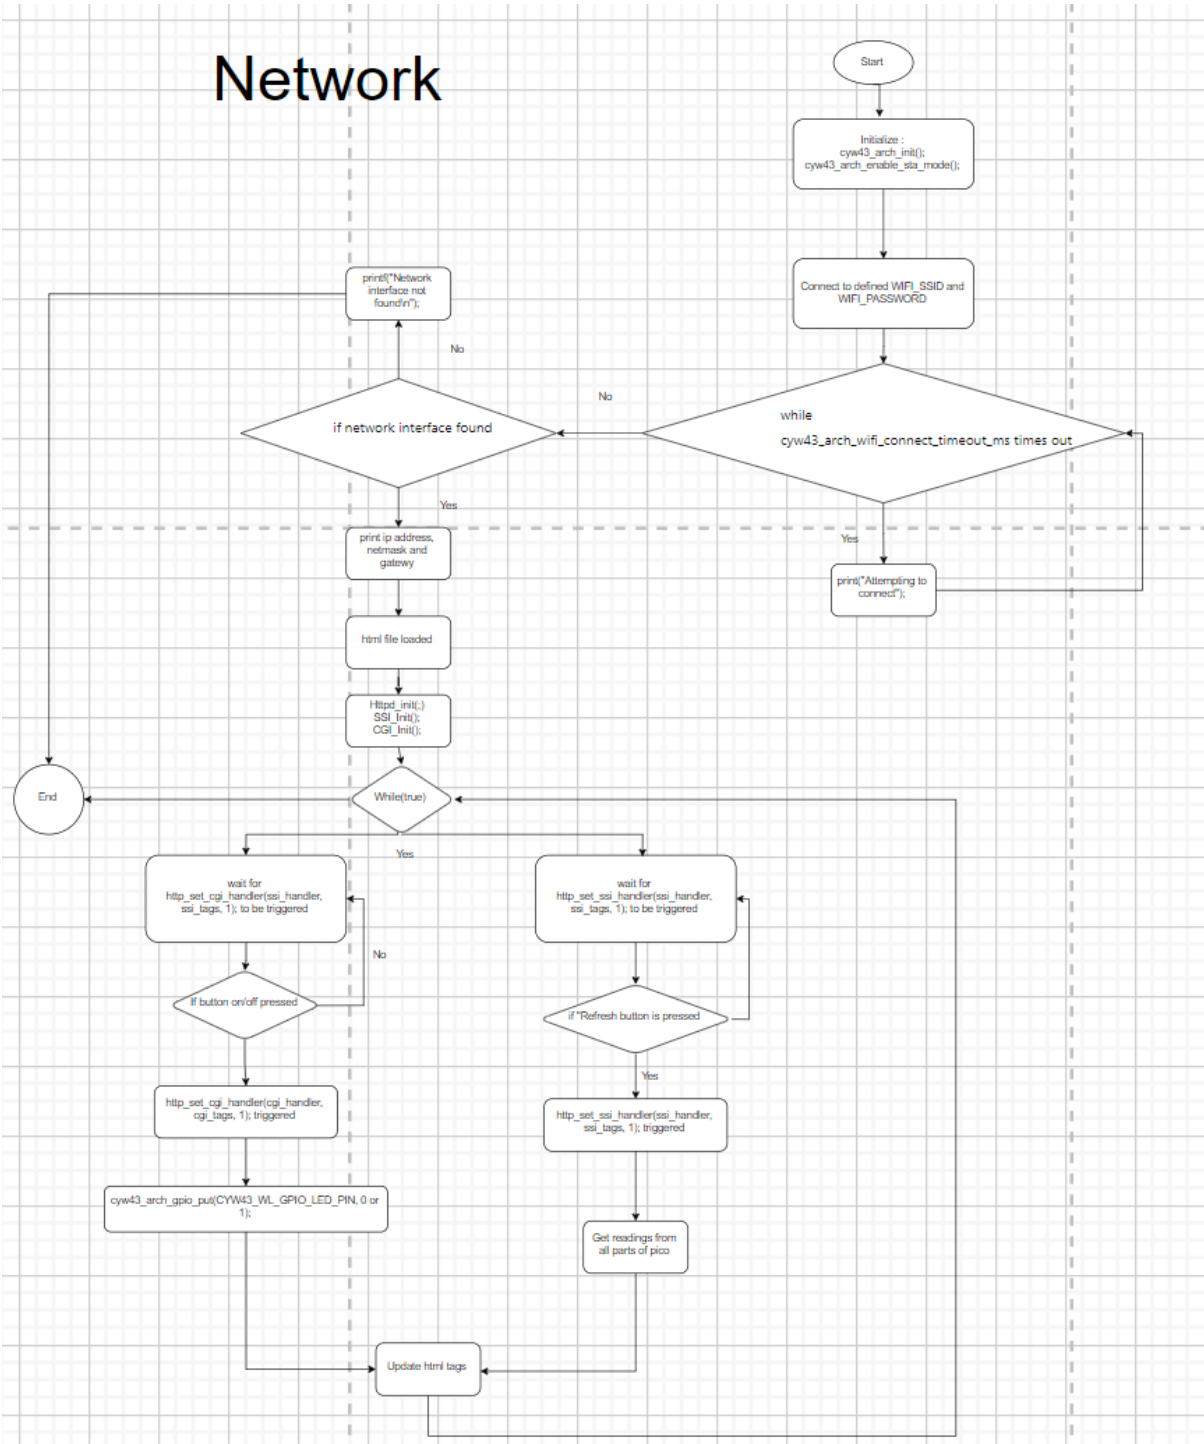 Network
Start
Initialize :
cyw43_arch_init();
cyw43_arch_enable_sta_mode();
Connect to defined WIFI_SSID and
WIFI_PASSWORD
while
cyw43_arch_wifi_connect_timeout_ms times out
No
Yes
print("Attempting to
connect");
if network interface found
No
printf("Network
interface not
found\n");
Yes
print ip address,
netmask and
gatewy
html file loaded
Httpd_init(;)
SSI_Init();
CGI_Init();
While(true)
End
Yes
wait for
http_set_cgi_handler(ssi_handler,
ssi_tags, 1); to be triggered
No
If button on/off pressed
http_set_cgi_handler(cgi_handler,
cgi_tags, 1); triggered
cyw43_arch_gpio_put(CYW43_WL_GPIO_LED_PIN, 0 or
1);
wait for
http_set_ssi_handler(ssi_handler,
ssi_tags, 1); to be triggered
if "Refresh button is pressed
Yes
http_set_ssi_handler(ssi_handler,
ssi_tags, 1); triggered
Get readings from
all parts of pico
Update html tags